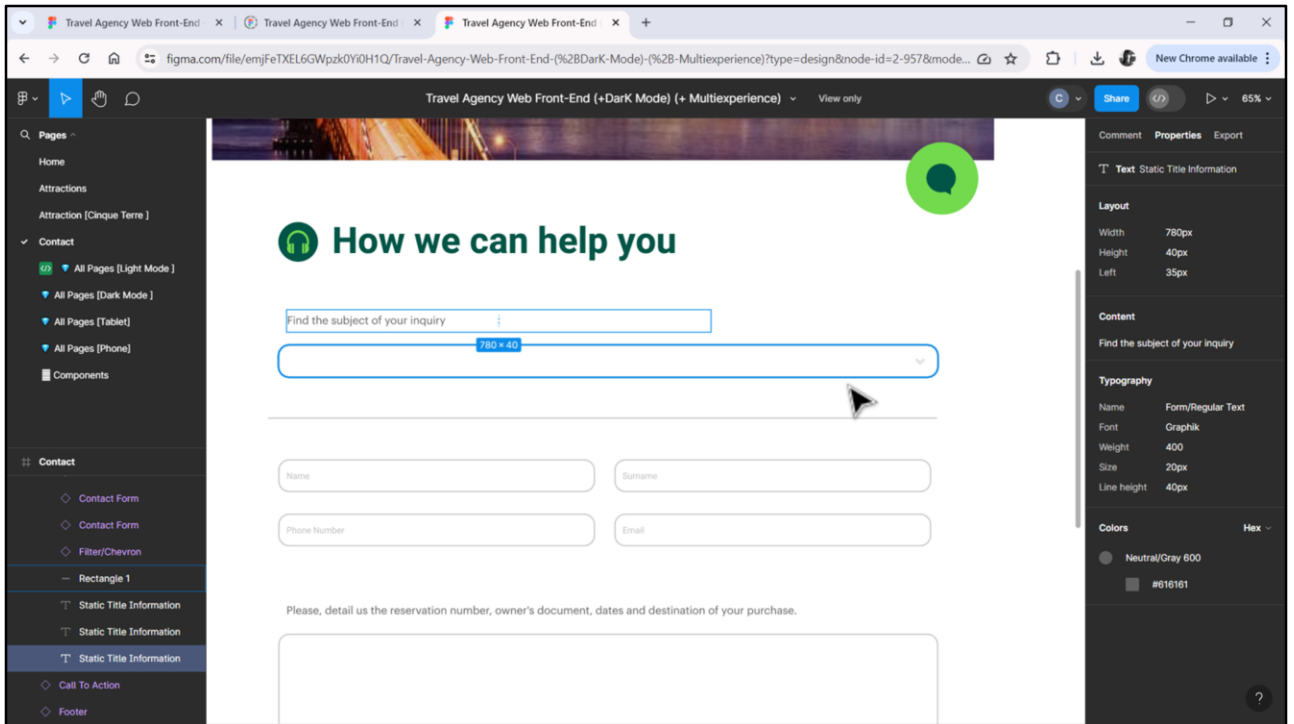 Travel Agency Web Front-End
Travel Agency Web Front-End
Travel Agency Web Front-End
figma.com/file/emjFeTXEL6GWpzk0Yi0H1Q/Travel-Agency-Web-Front-End-(%2BDarK-Mode)-(%2B-Multiexperience)?type=design&node-id=2-957&mode...
New Chrome available
Travel Agency Web Front-End (+DarK Mode) (+ Multiexperience)
View only
C
Share
65%
Pages
Home
Attractions
Attraction [Cinque Terre ]
Contact
All Pages [Light Mode ]
All Pages [Dark Mode ]
All Pages [Tablet]
All Pages [Phone]
Components
Contact
Contact Form
Contact Form
Filter/Chevron
Rectangle 1
Static Title Information
Static Title Information
Static Title Information
Call To Action
Footer
How we can help you
Find the subject of your inquiry
780 × 40
Name
Surname
Phone Number
Email
Please, detail us the reservation number, owner's document, dates and destination of your purchase.
Comment Properties Export
T Text Static Title Information
Layout
Width 780px
Height 40px
Left 35px
Content
Find the subject of your inquiry
Typography
Name Form/Regular Text
Font Graphik
Weight 400
Size 20px
Line height 40px
Colors Hex
Neutral/Gray 600
#616161
?